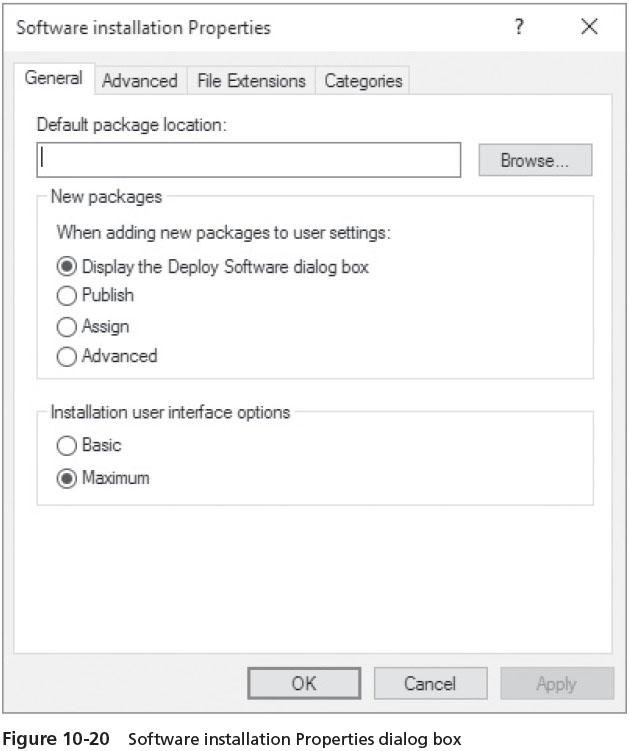 Software installation Properties ? ×
General Advanced File Extensions Categories
Default package location:
Browse...
New packages
When adding new packages to user settings:
Display the Deploy Software dialog box
Publish
Assign
Advanced
Installation user interface options
Basic
Maximum
OK Cancel Apply
Figure 10-20 Software installation Properties dialog box